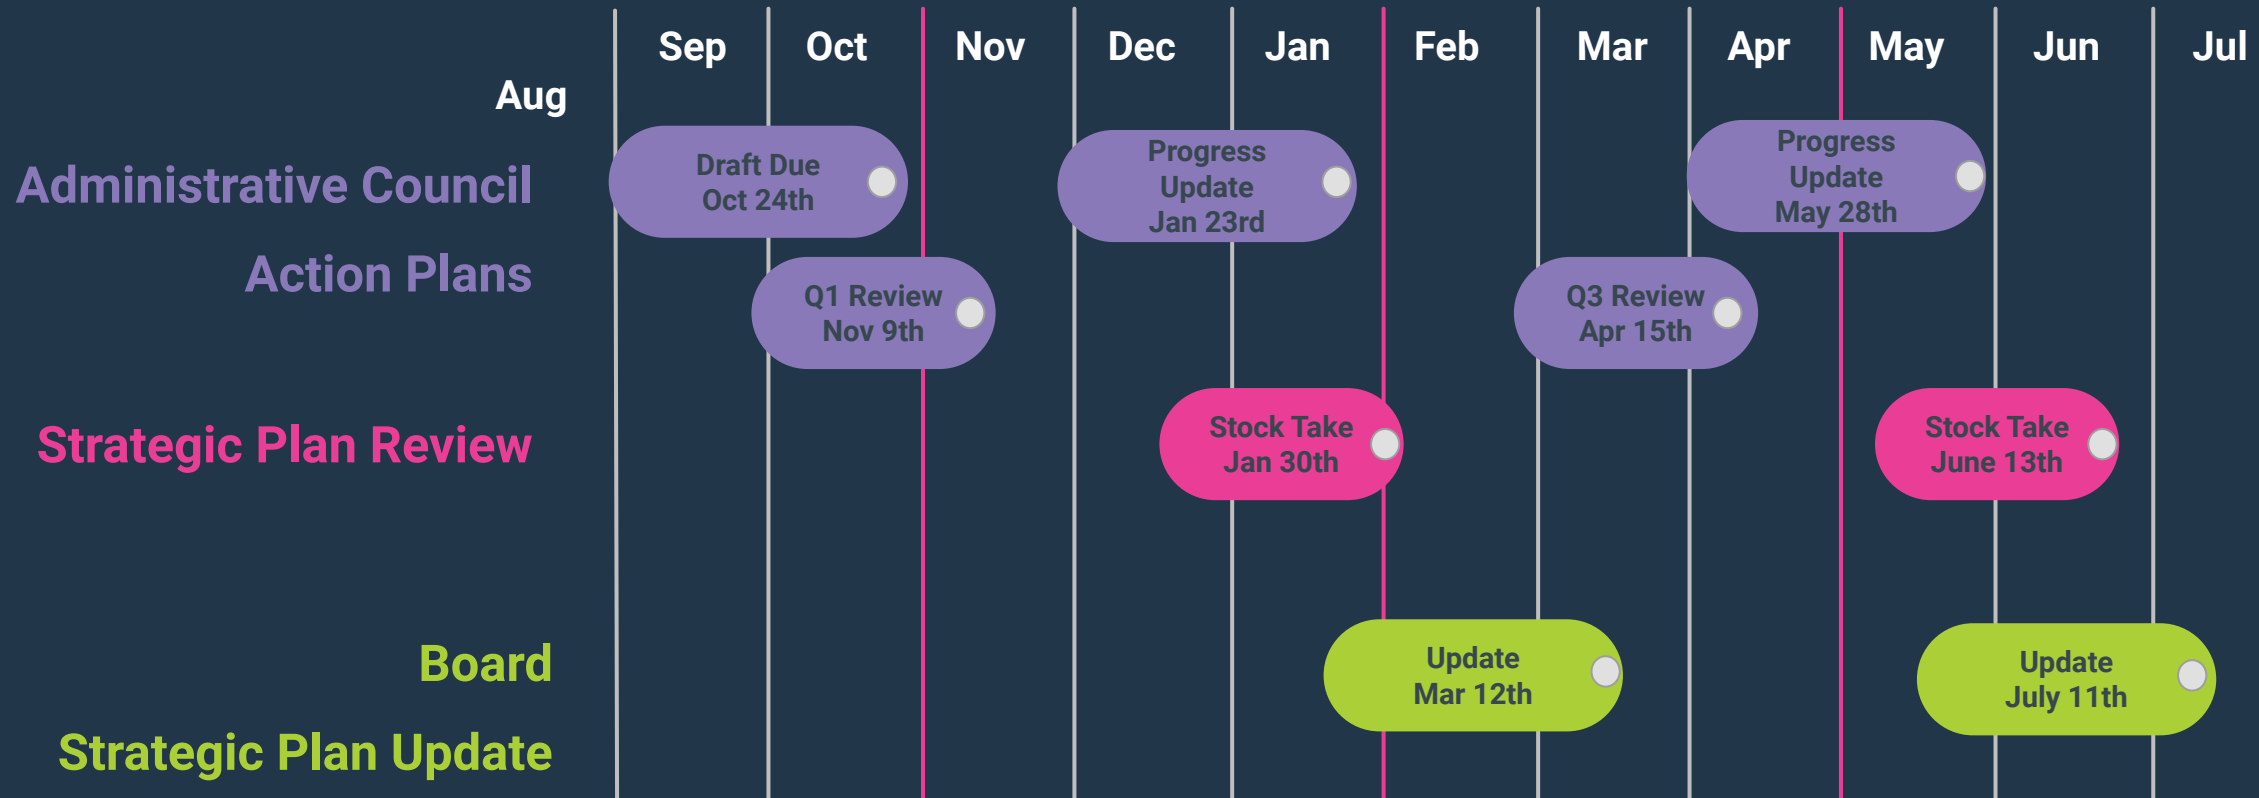 Sep Oct Nov Dec Jan Feb Mar Apr May Jun Jul
Aug
Administrative Council
Action Plans
Draft Due
Oct 24th
Progress
Update
Jan 23rd
Progress
Update
May 28th
Q1 Review
Nov 9th
Q3 Review
Apr 15th
Strategic Plan Review
Stock Take
Jan 30th
Stock Take
June 13th
Board
Strategic Plan Update
Update
Mar 12th
Update
July 11th